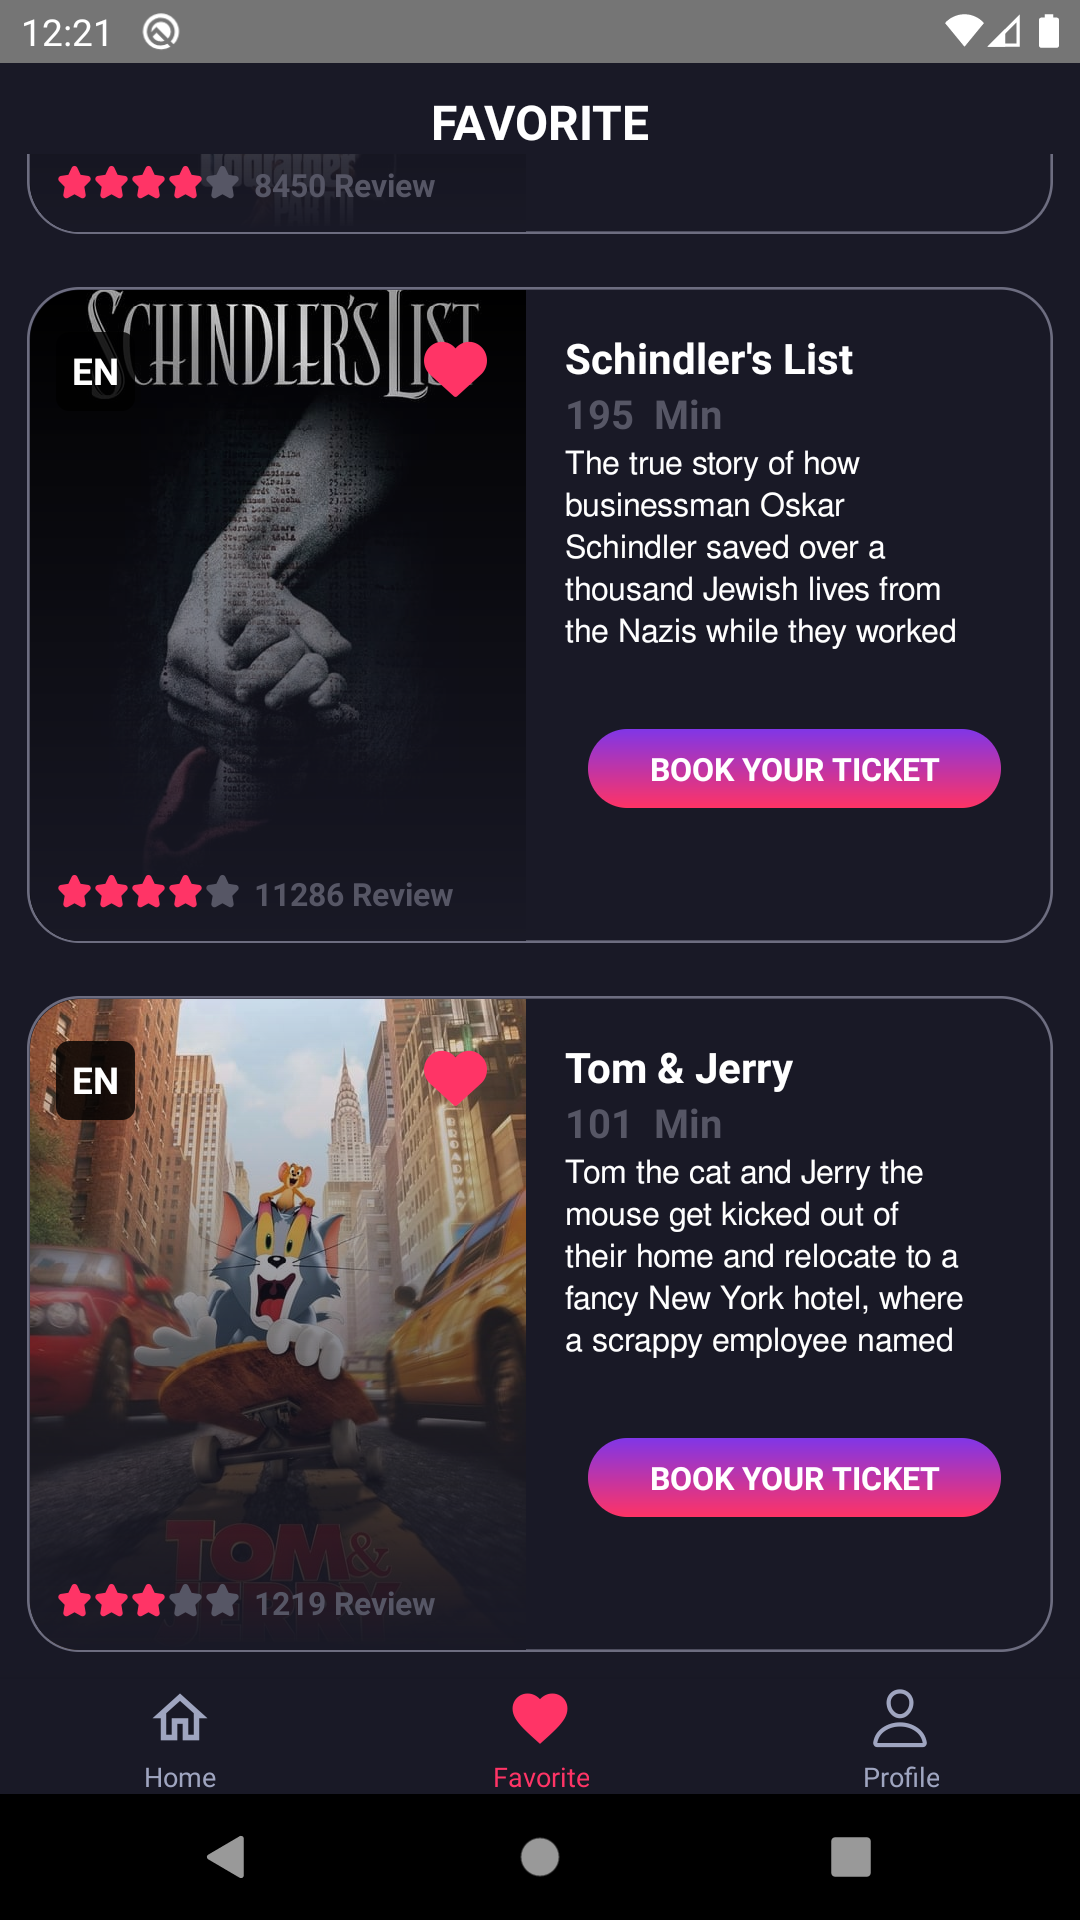 12:21
FAVORITE
8450 Review
SCHINDLER'S LIST
EN
Schindler's List
195 Min
The true story of how
businessman Oskar
Schindler saved over a
thousand Jewish lives from
the Nazis while they worked
BOOK YOUR TICKET
11286 Review
EN
BROADWAY
Tom & Jerry
101 Min
Tom the cat and Jerry the
mouse get kicked out of
their home and relocate to a
fancy New York hotel, where
a scrappy employee named
BOOK YOUR TICKET
TOM &
JERRY
1219 Review
Home
Favorite
Profile